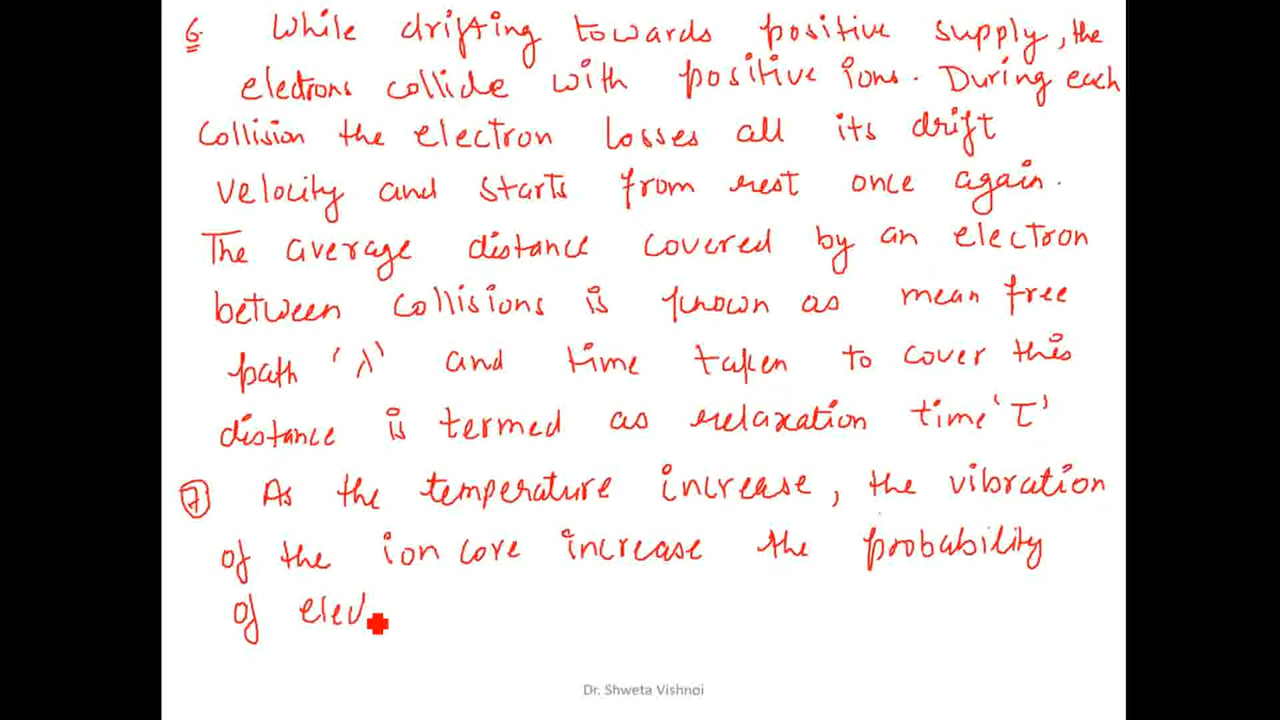 6. While drifting towards positive supply, the
electrons collide with positive ions. During each
collision the electron losses all its drift
velocity and starts from rest once again.
The average distance covered by an electron
between collisions is known as mean free
path 'λ' and time taken to cover this
distance is termed as relaxation time 'τ'
7 As the temperature increase, the vibration
of the ion core increase the probability
of elec
Dr. Shweta Vishnoi